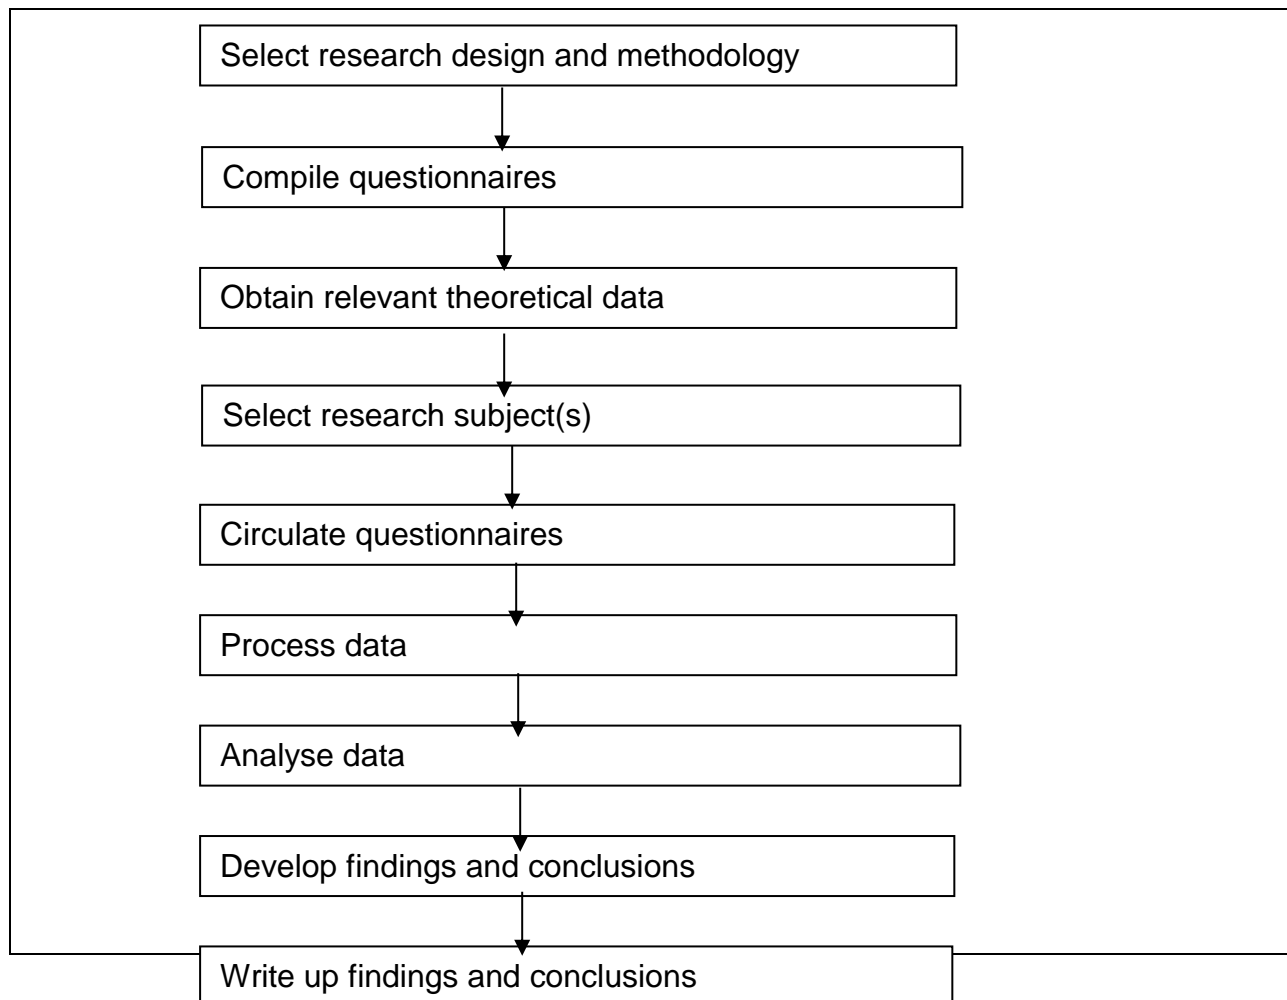 Select research design and methodology
Compile questionnaires
Obtain relevant theoretical data
Select research subject(s)
Circulate questionnaires
Process data
Analyse data
Develop findings and conclusions
Write up findings and conclusions